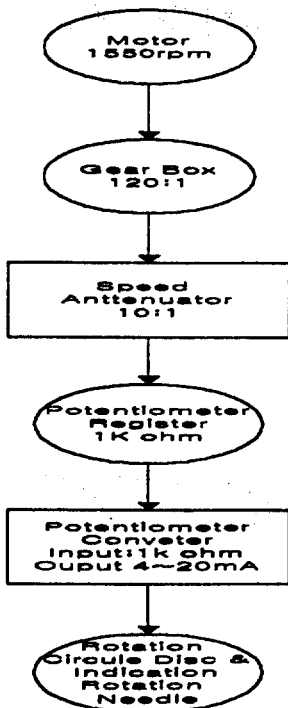 Motor
1550rpm
Gear Box
120:1
Speed
Anttenuator
10:1
Potentiometer
Register
1K ohm
Potentiometer
Conveter
Input:1k ohm
Ouput 4~20mA
Rotation
Circule Disc &
Indication
Rotation
Needle